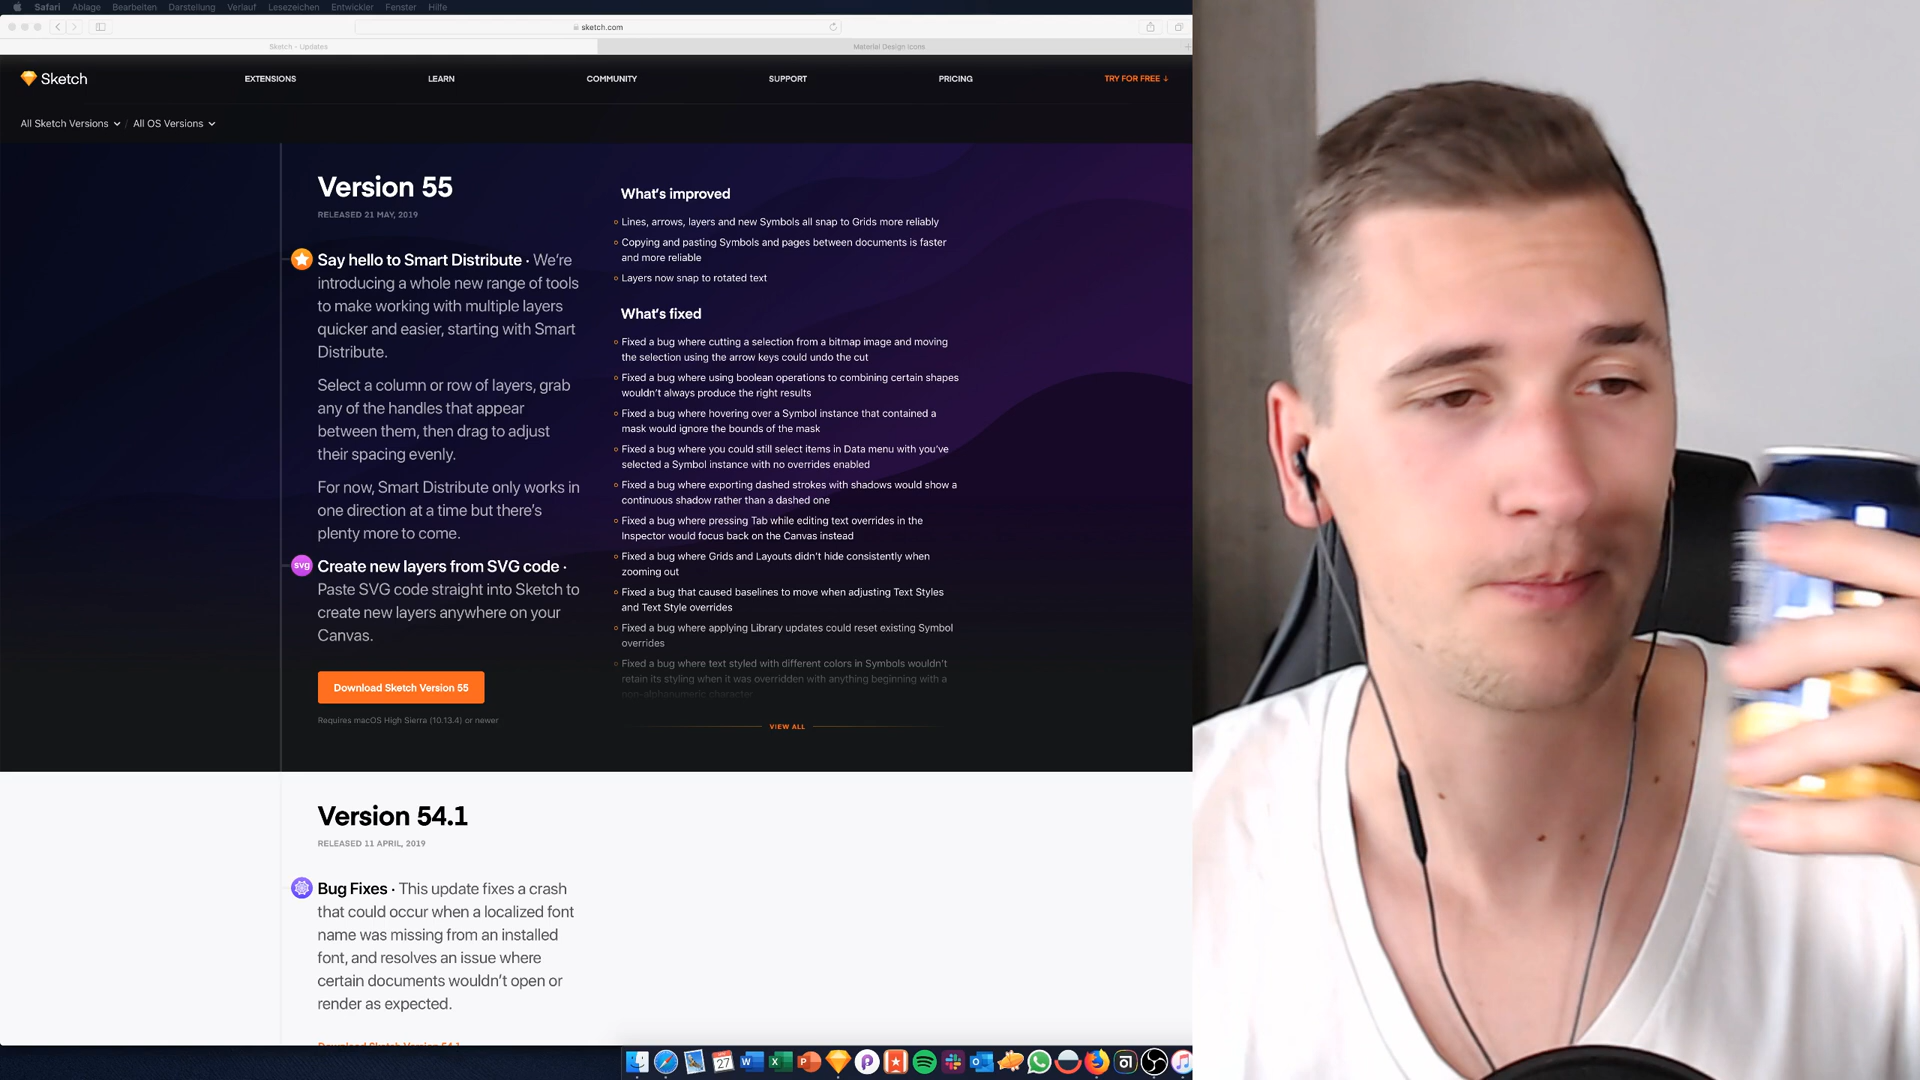 Safari Ablage Bearbeiten Darstellung Verlauf Lesezeichen Entwickler Fenster Hilfe
sketch.com
Sketch - Updates
Material Design Icons
Sketch
EXTENSIONS
LEARN
COMMUNITY
SUPPORT
PRICING
TRY FOR FREE ↓
All Sketch Versions / All OS Versions
Version 55
RELEASED 21 MAY, 2019
Say hello to Smart Distribute · We’re
introducing a whole new range of tools
to make working with multiple layers
quicker and easier, starting with Smart
Distribute.
Select a column or row of layers, grab
any of the handles that appear
between them, then drag to adjust
their spacing evenly.
For now, Smart Distribute only works in
one direction at a time but there’s
plenty more to come.
svg
Create new layers from SVG code ·
Paste SVG code straight into Sketch to
create new layers anywhere on your
Canvas.
Download Sketch Version 55
Requires macOS High Sierra (10.13.4) or newer
What’s improved
Lines, arrows, layers and new Symbols all snap to Grids more reliably
Copying and pasting Symbols and pages between documents is faster
and more reliable
Layers now snap to rotated text
What’s fixed
Fixed a bug where cutting a selection from a bitmap image and moving
the selection using the arrow keys could undo the cut
Fixed a bug where using boolean operations to combining certain shapes
wouldn’t always produce the right results
Fixed a bug where hovering over a Symbol instance that contained a
mask would ignore the bounds of the mask
Fixed a bug where you could still select items in Data menu with you’ve
selected a Symbol instance with no overrides enabled
Fixed a bug where exporting dashed strokes with shadows would show a
continuous shadow rather than a dashed one
Fixed a bug where pressing Tab while editing text overrides in the
Inspector would focus back on the Canvas instead
Fixed a bug where Grids and Layouts didn’t hide consistently when
zooming out
Fixed a bug that caused baselines to move when adjusting Text Styles
and Text Style overrides
Fixed a bug where applying Library updates could reset existing Symbol
overrides
Fixed a bug where text styled with different colors in Symbols wouldn’t
retain its styling when it was overridden with anything beginning with a
non-alphanumeric character
VIEW ALL
Version 54.1
RELEASED 11 APRIL, 2019
Bug Fixes · This update fixes a crash
that could occur when a localized font
name was missing from an installed
font, and resolves an issue where
certain documents wouldn’t open or
render as expected.
Download Sketch Version 54.1
27